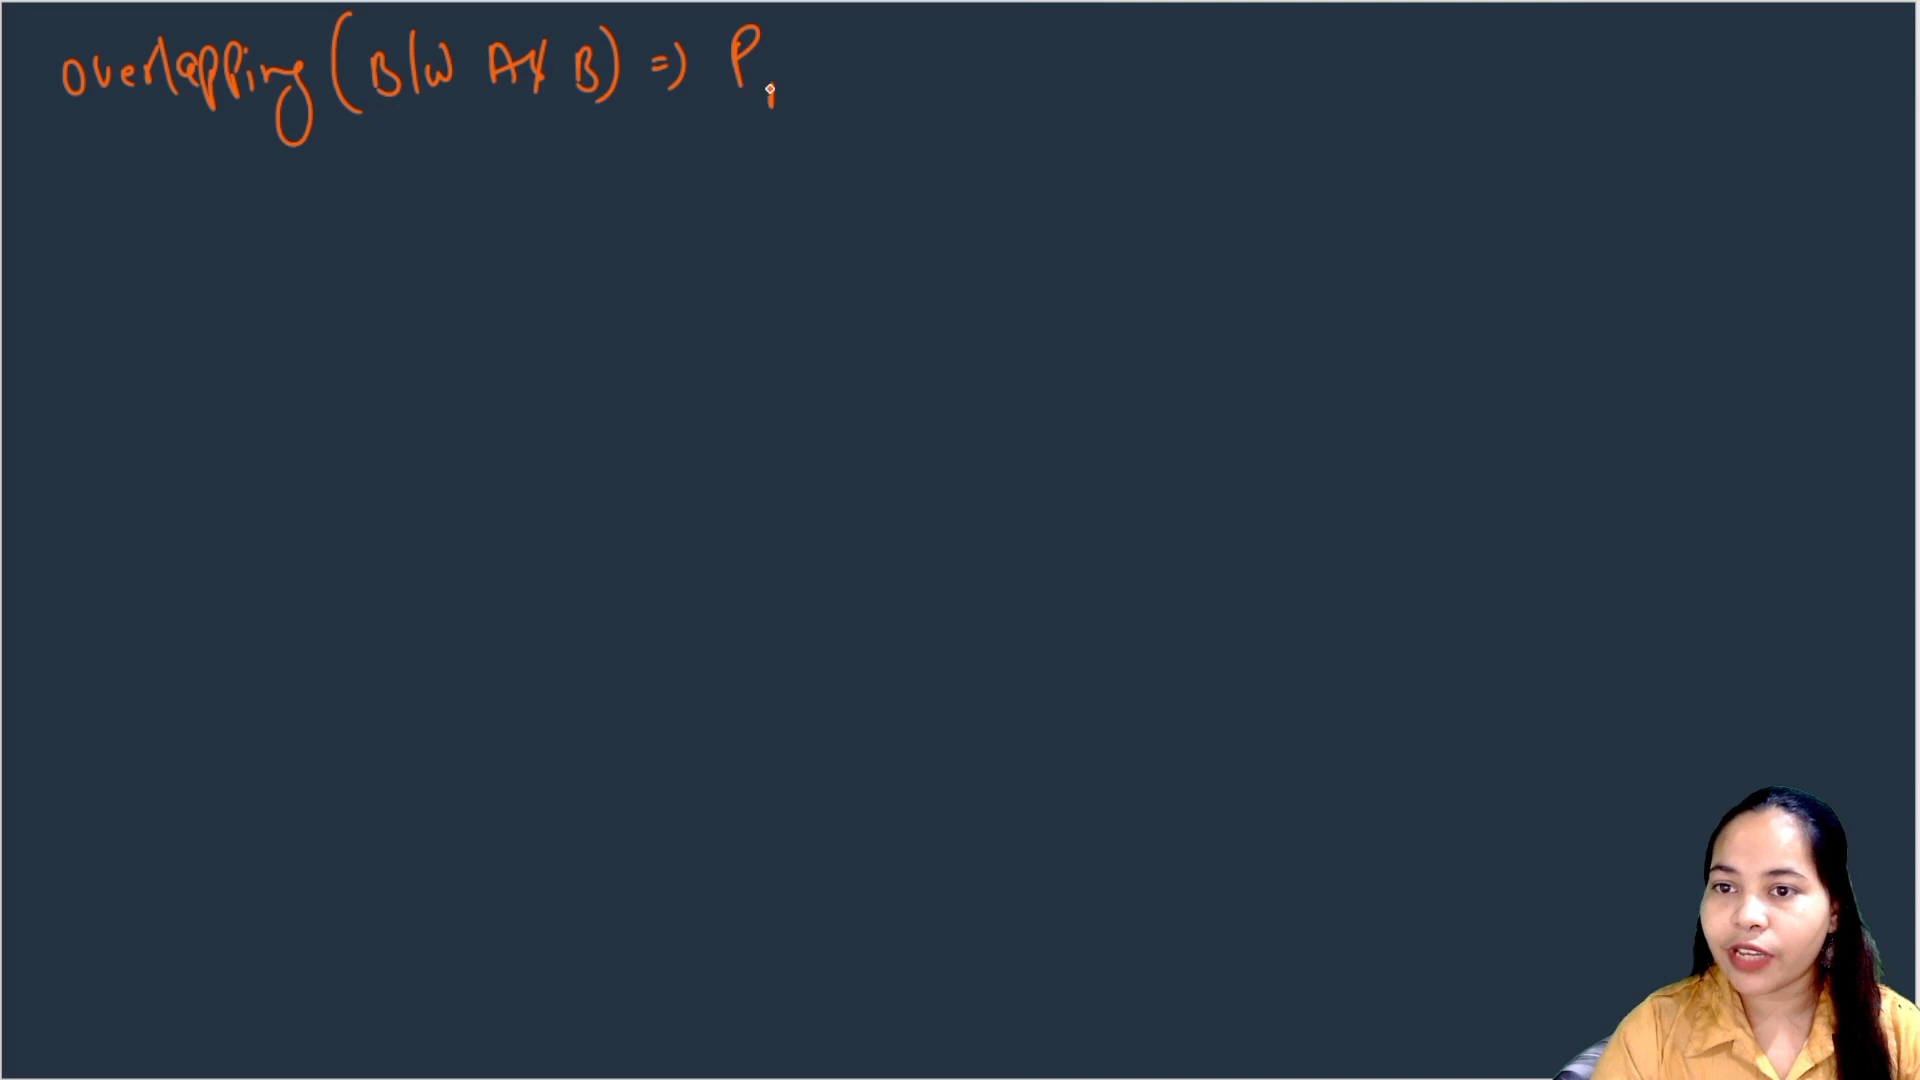 Overlapping (B/W A & B) => P,